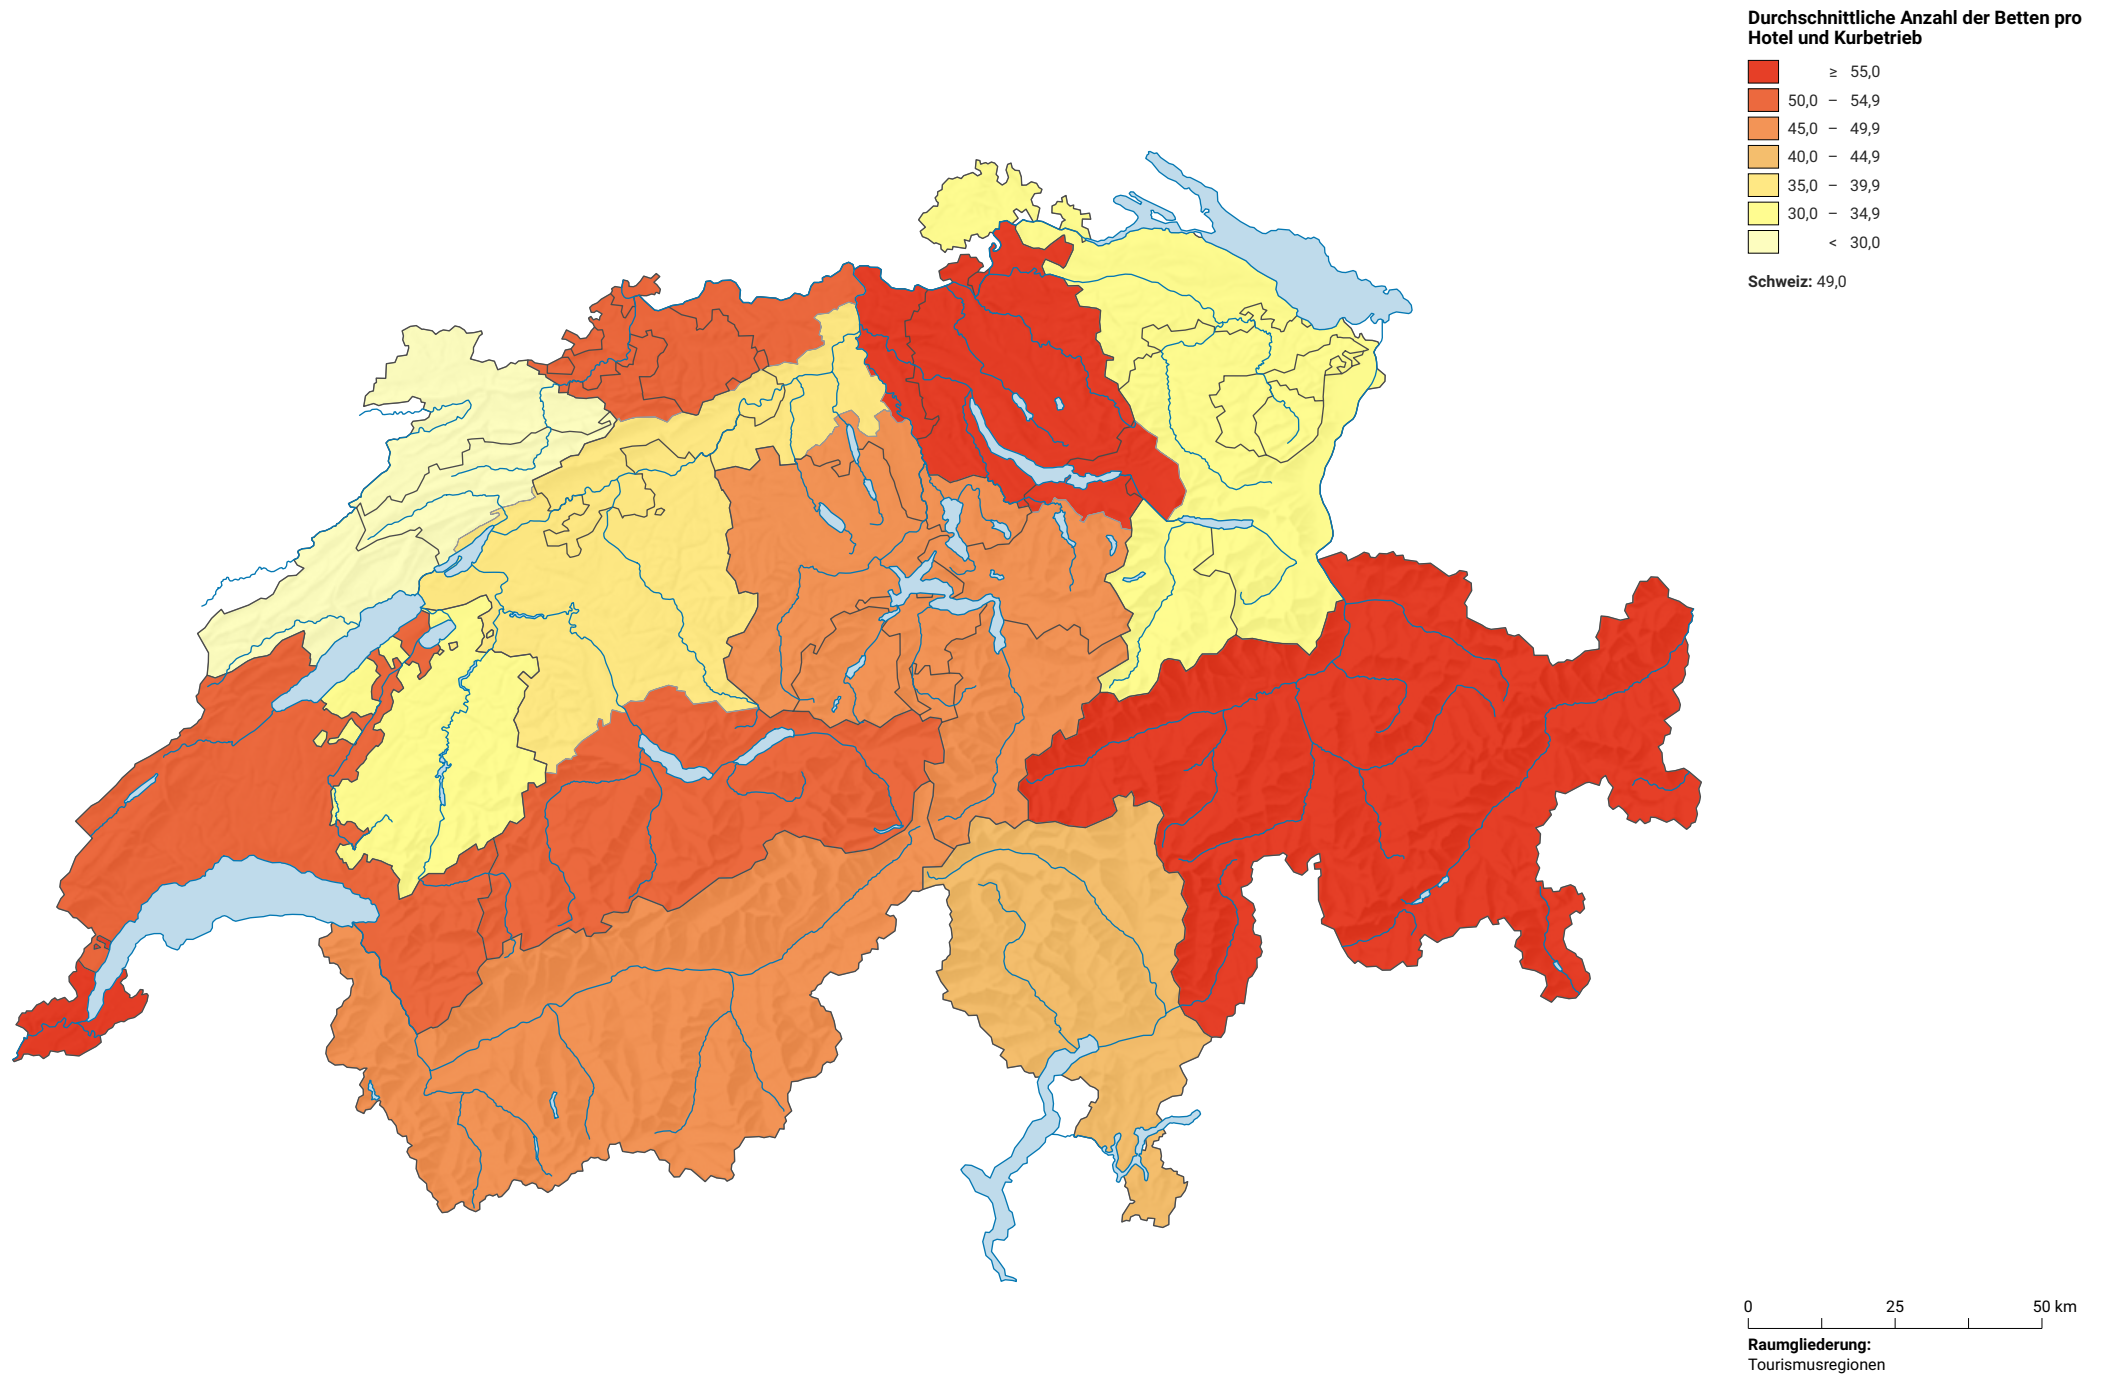 Durchschnittliche Anzahl der Betten pro
Hotel und Kurbetrieb
≥ 55,0
50,0 – 54,9
45,0 – 49,9
40,0 – 44,9
35,0 – 39,9
30,0 – 34,9
< 30,0
Schweiz: 49,0
0 25 50 km
Raumgliederung:
Tourismusregionen